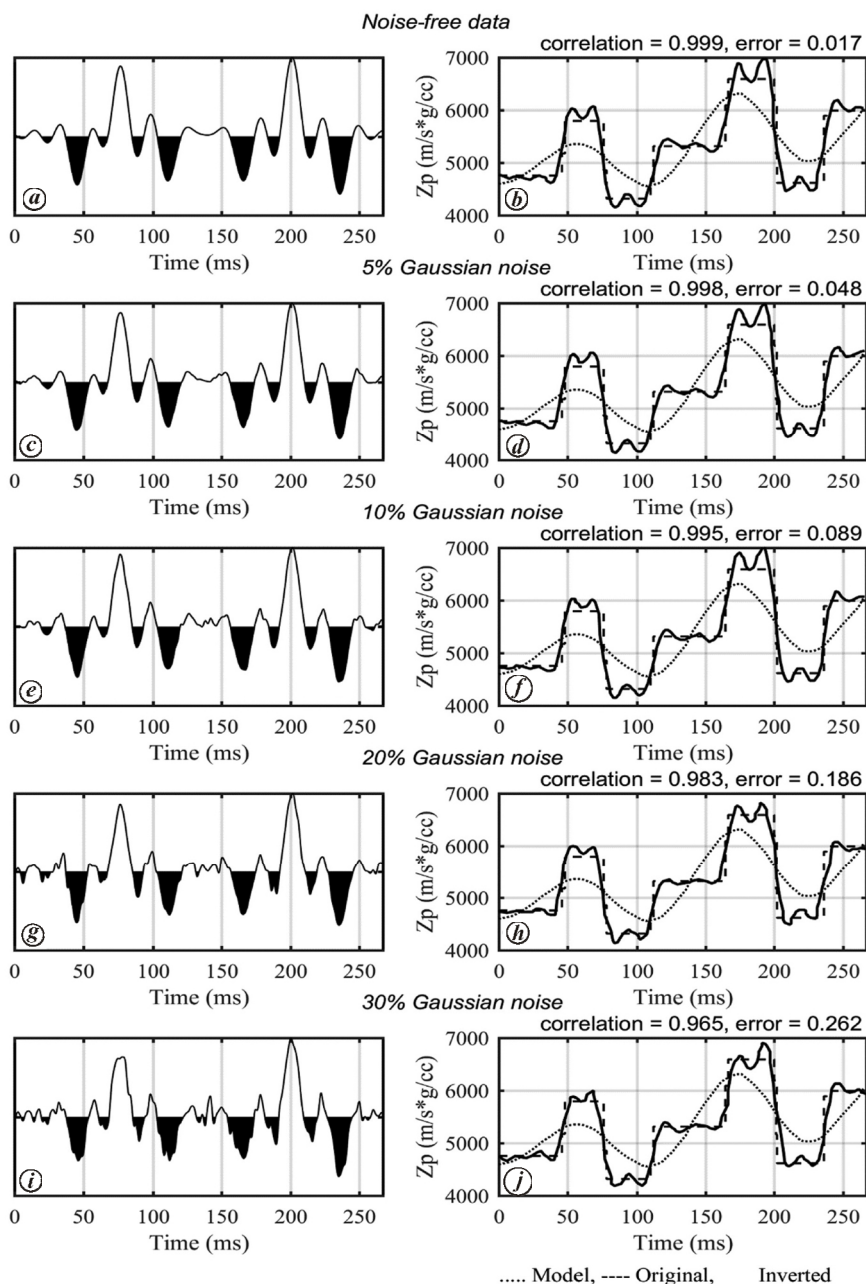 Noise-free data
correlation = 0.999, error = 0.017
7000
6000
5000
4000
Zp (m/s*g/cc)
a
b
0 50 100 150 200 250
0 50 100 150 200 250
Time (ms)
Time (ms)
5% Gaussian noise
correlation = 0.998, error = 0.048
7000
6000
5000
4000
Zp (m/s*g/cc)
c
d
0 50 100 150 200 250
0 50 100 150 200 250
Time (ms)
Time (ms)
10% Gaussian noise
correlation = 0.995, error = 0.089
7000
6000
5000
4000
Zp (m/s*g/cc)
e
f
0 50 100 150 200 250
0 50 100 150 200 250
Time (ms)
Time (ms)
20% Gaussian noise
correlation = 0.983, error = 0.186
7000
6000
5000
4000
Zp (m/s*g/cc)
g
h
0 50 100 150 200 250
0 50 100 150 200 250
Time (ms)
Time (ms)
30% Gaussian noise
correlation = 0.965, error = 0.262
7000
6000
5000
4000
Zp (m/s*g/cc)
i
j
0 50 100 150 200 250
0 50 100 150 200 250
Time (ms)
Time (ms)
..... Model, ---- Original, Inverted